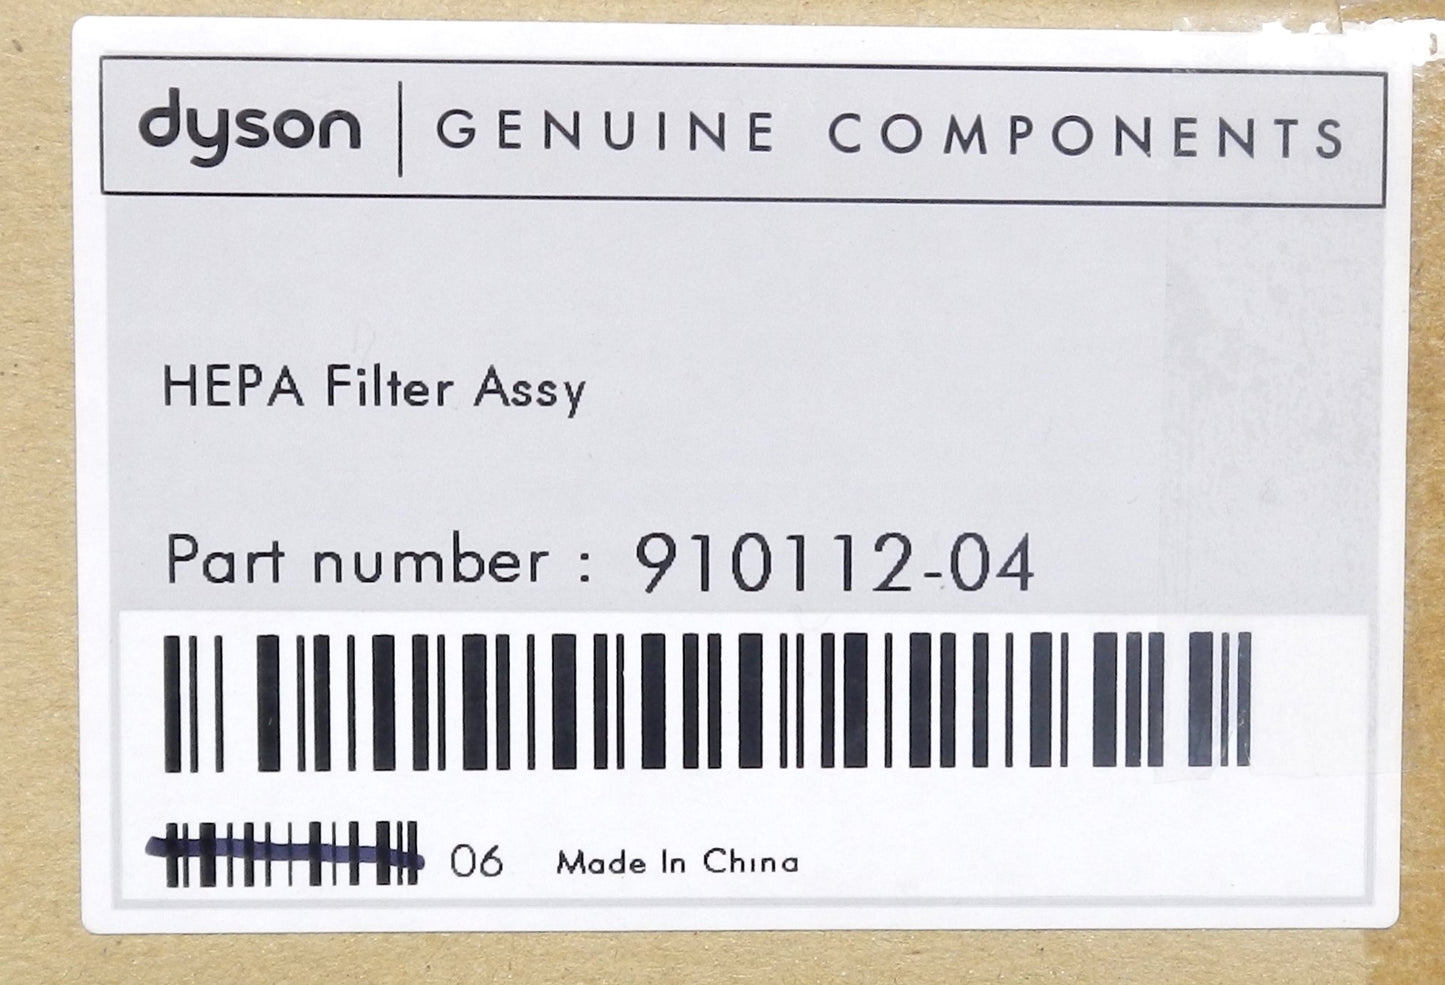 dyson | GENUINE COMPONENTS
HEPA Filter Assy
Part number : 910112-04
06 Made In China